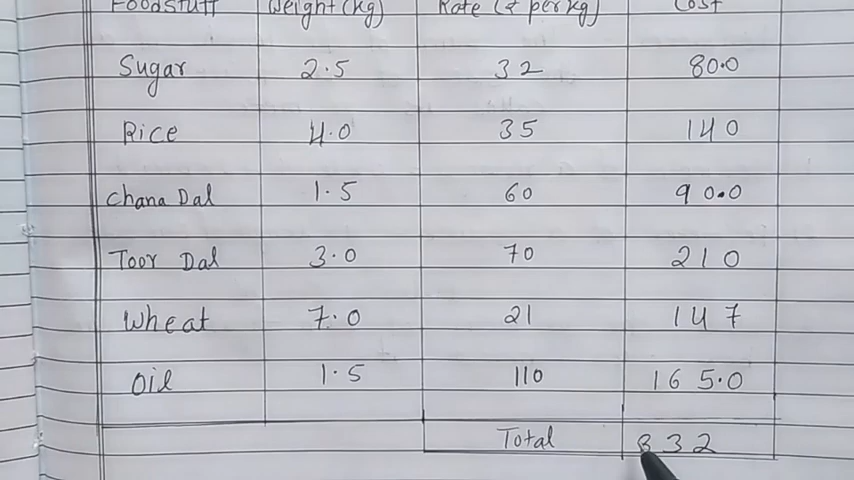 Foodstuff Weight (kg) Rate (₹ per kg) Cost
Sugar 2.5 32 80.0
Rice 4.0 35 140
Chana Dal 1.5 60 90.0
Toor Dal 3.0 70 210
Wheat 7.0 21 147
Oil 1.5 110 165.0
Total 832